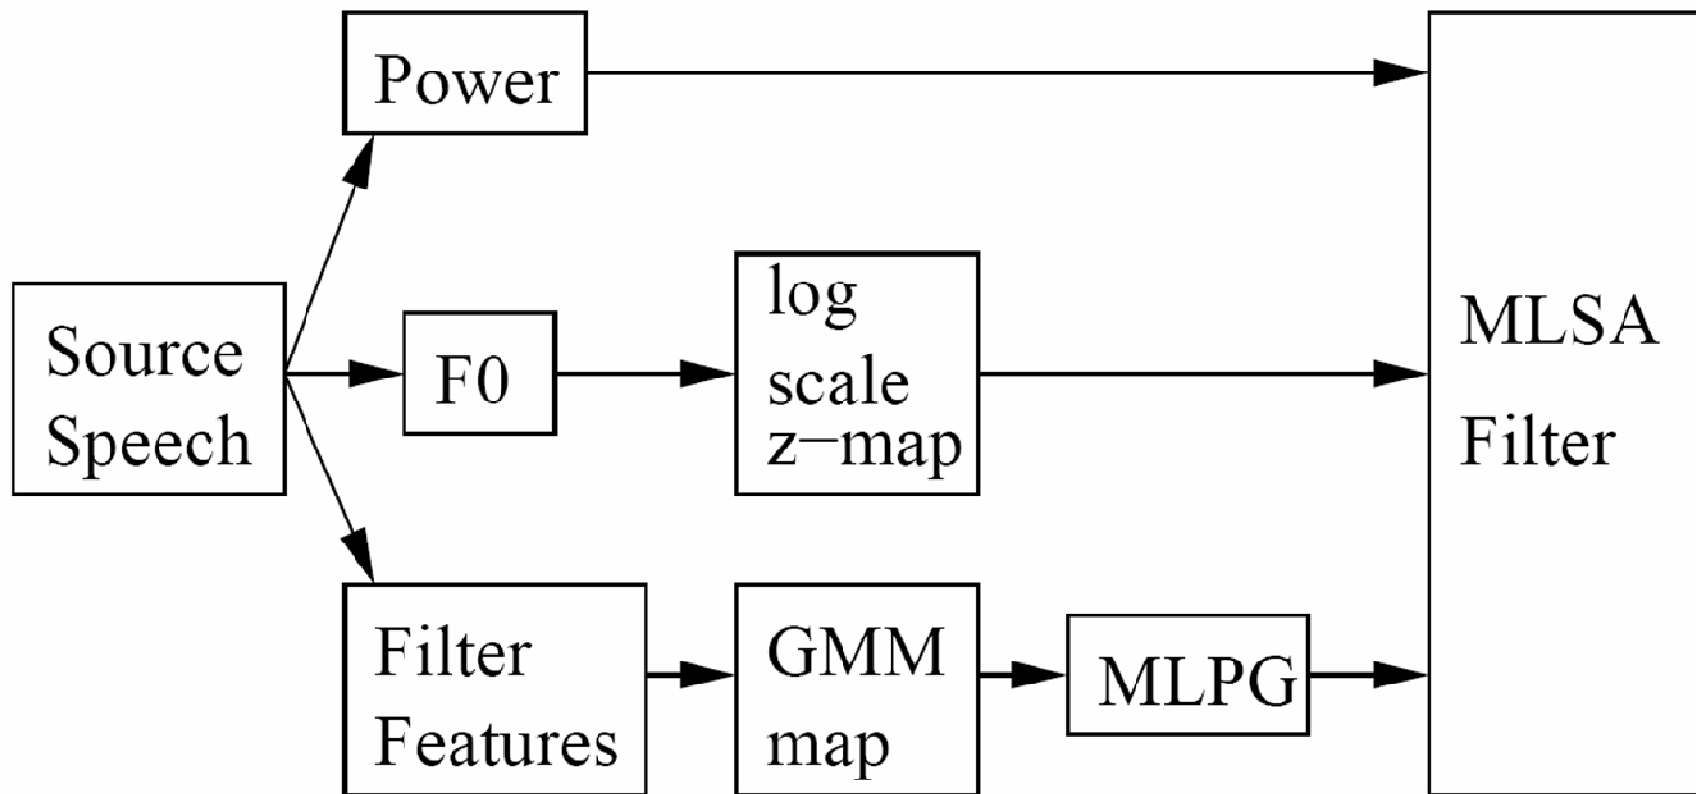 Power
Source
Speech
F0
log
scale
z-map
MLSA
Filter
Filter
Features
GMM
map
MLPG